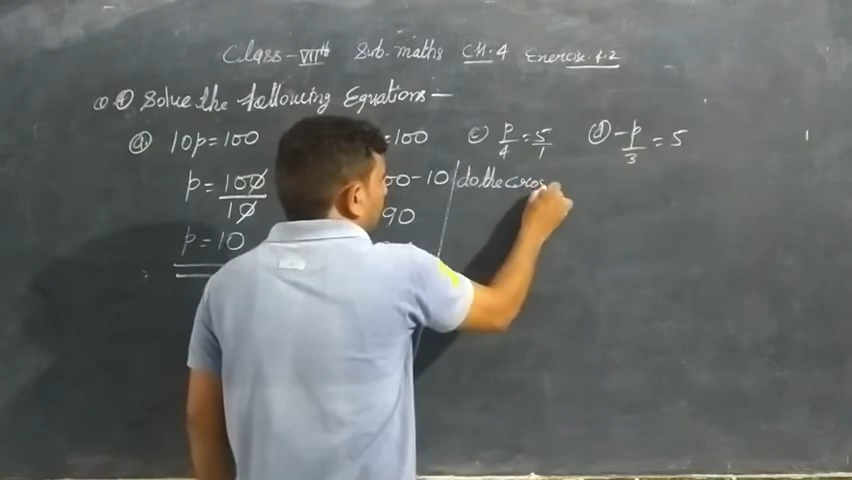 Class - VIIth Sub. maths CH.4 Exercise 4.2
Q.4 Solve the following Equations -
(a) 10p=100 =100 (c) p/4=5/1 (d) -p/3=5
p=100/10 00-10 do the cros
p=10 90